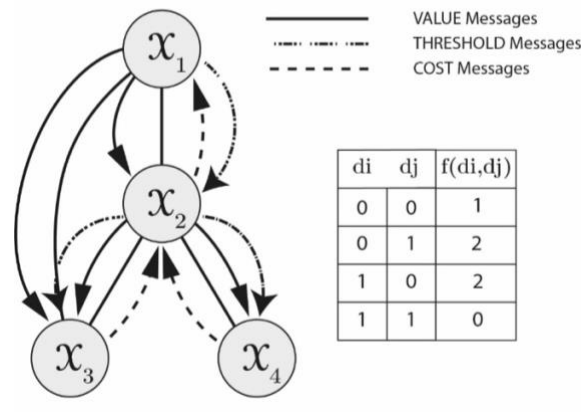 x1
VALUE Messages
THRESHOLD Messages
COST Messages
x2
di dj f(di,dj)
0 0 1
0 1 2
1 0 2
1 1 0
x3
x4